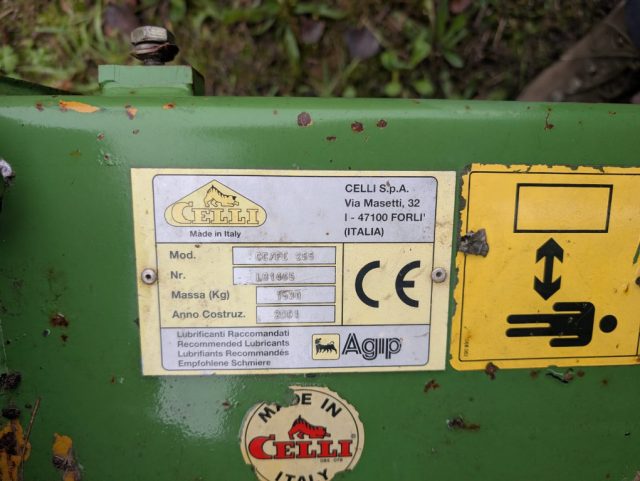 CELLI
Made in Italy
CELLI S.p.A.
Via Masetti, 32
I - 47100 FORLI'
(ITALIA)
Mod.
Nr.
Massa (Kg)
Anno Costruz.
CE
Lubrificanti Raccomandati
Recommended Lubricants
Lubrifiants Recommandés
Empfohlene Schmiere
Agip
MADE IN
CELLI
ITALY